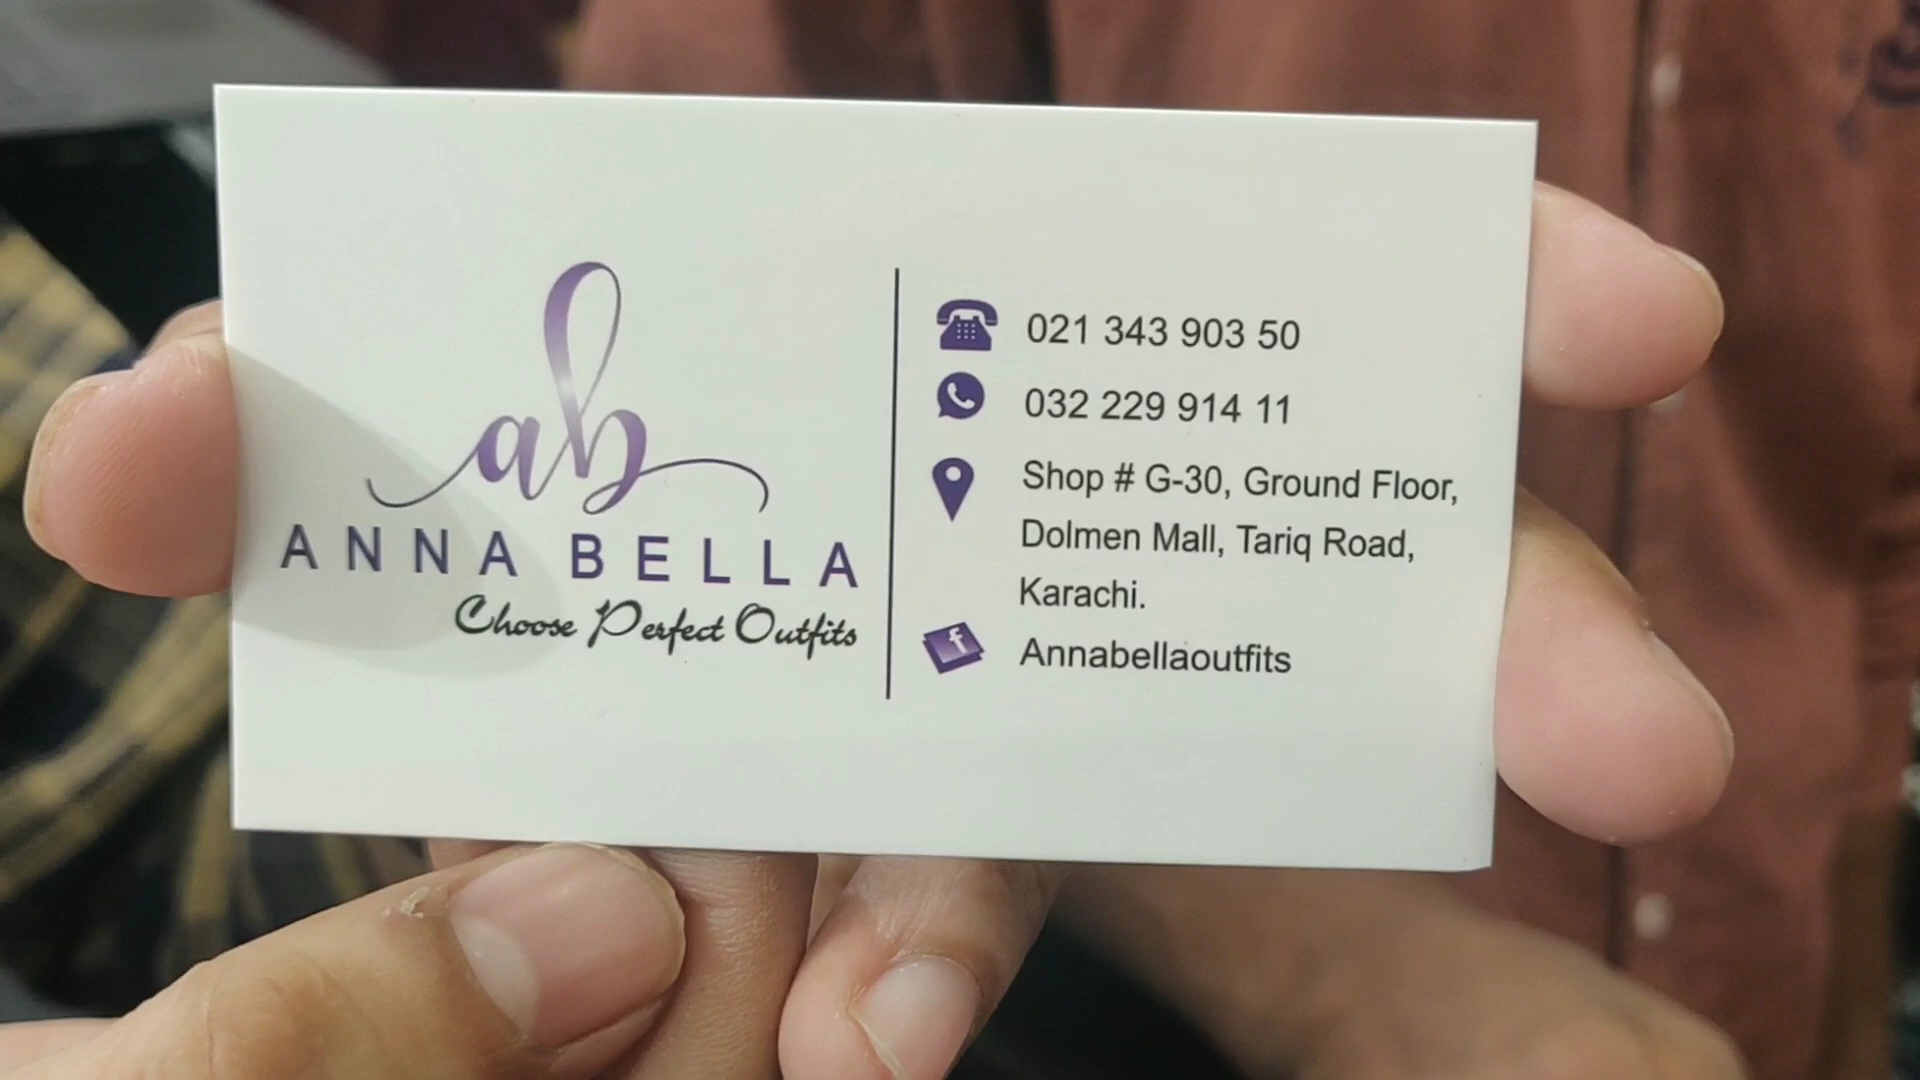 ab
ANNA BELLA
Choose Perfect Outfits
021 343 903 50
032 229 914 11
Shop # G-30, Ground Floor,
Dolmen Mall, Tariq Road,
Karachi.
f
Annabellaoutfits